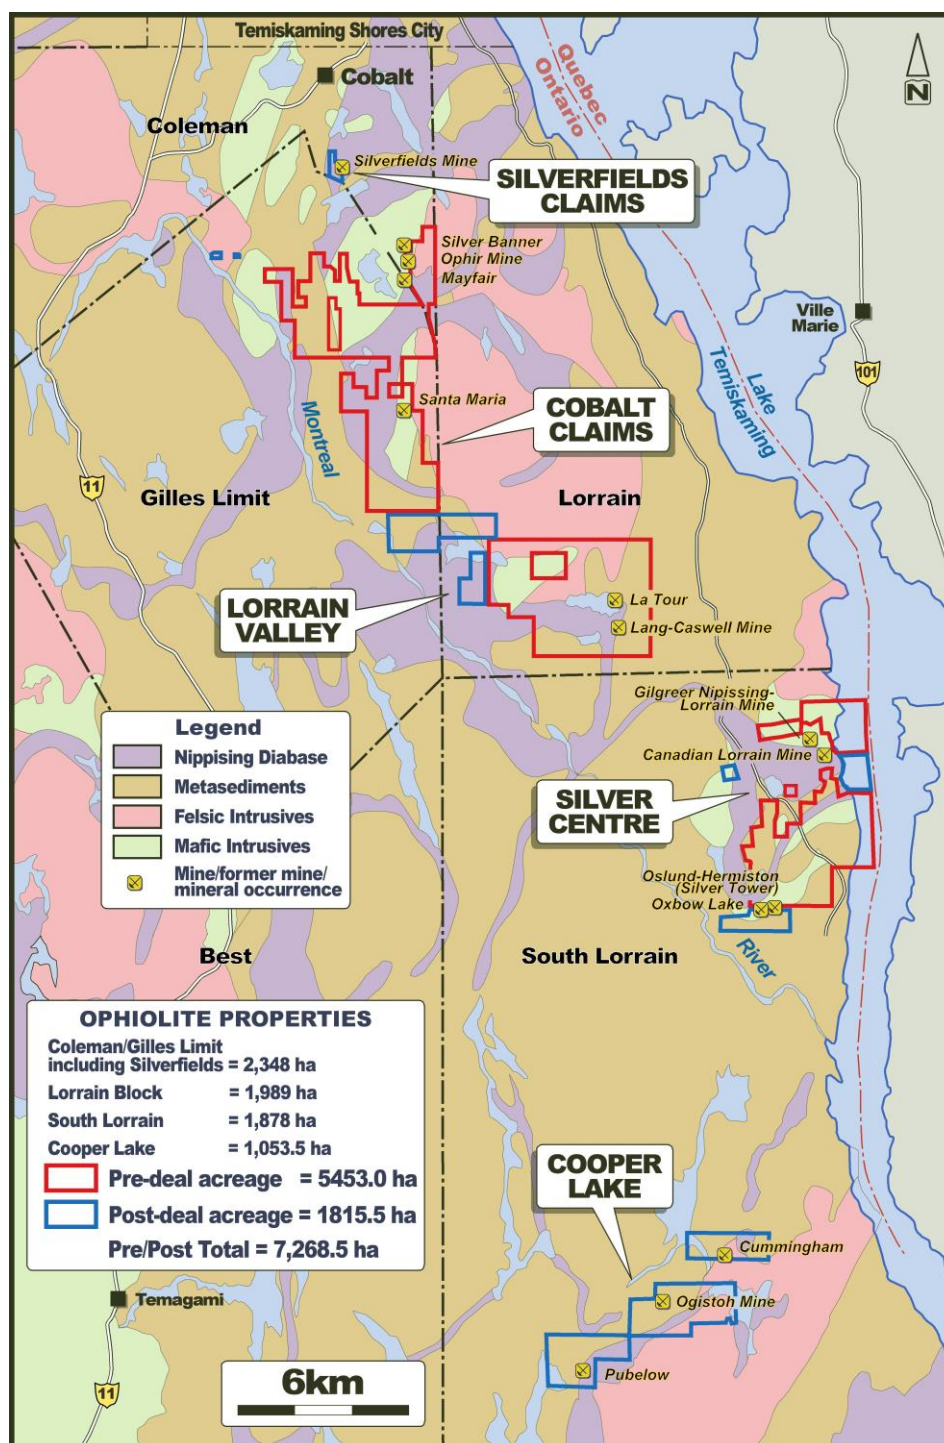 Temiskaming Shores City
Cobalt
Quebec
Ontario
N
Coleman
Silverfields Mine
SILVERFIELDS
CLAIMS
Silver Banner
Ophir Mine
Mayfair
Ville
Marie
101
Lake
Temiskaming
Santa Maria
COBALT
CLAIMS
Montreal
11
Gilles Limit
Lorrain
LORRAIN
VALLEY
La Tour
Lang-Caswell Mine
Gilgreer Nipissing-
Lorrain Mine
Canadian Lorrain Mine
SILVER
CENTRE
Oslund-Hermiston
(Silver Tower)
Oxbow Lake
River
Legend
Nippising Diabase
Metasediments
Felsic Intrusives
Mafic Intrusives
Mine/former mine/
mineral occurrence
Best
South Lorrain
OPHIOLITE PROPERTIES
Coleman/Gilles Limit
including Silverfields = 2,348 ha
Lorrain Block = 1,989 ha
South Lorrain = 1,878 ha
Cooper Lake = 1,053.5 ha
Pre-deal acreage = 5453.0 ha
Post-deal acreage = 1815.5 ha
Pre/Post Total = 7,268.5 ha
COOPER
LAKE
Cummingham
Ogistoh Mine
Pubelow
Temagami
11
6km